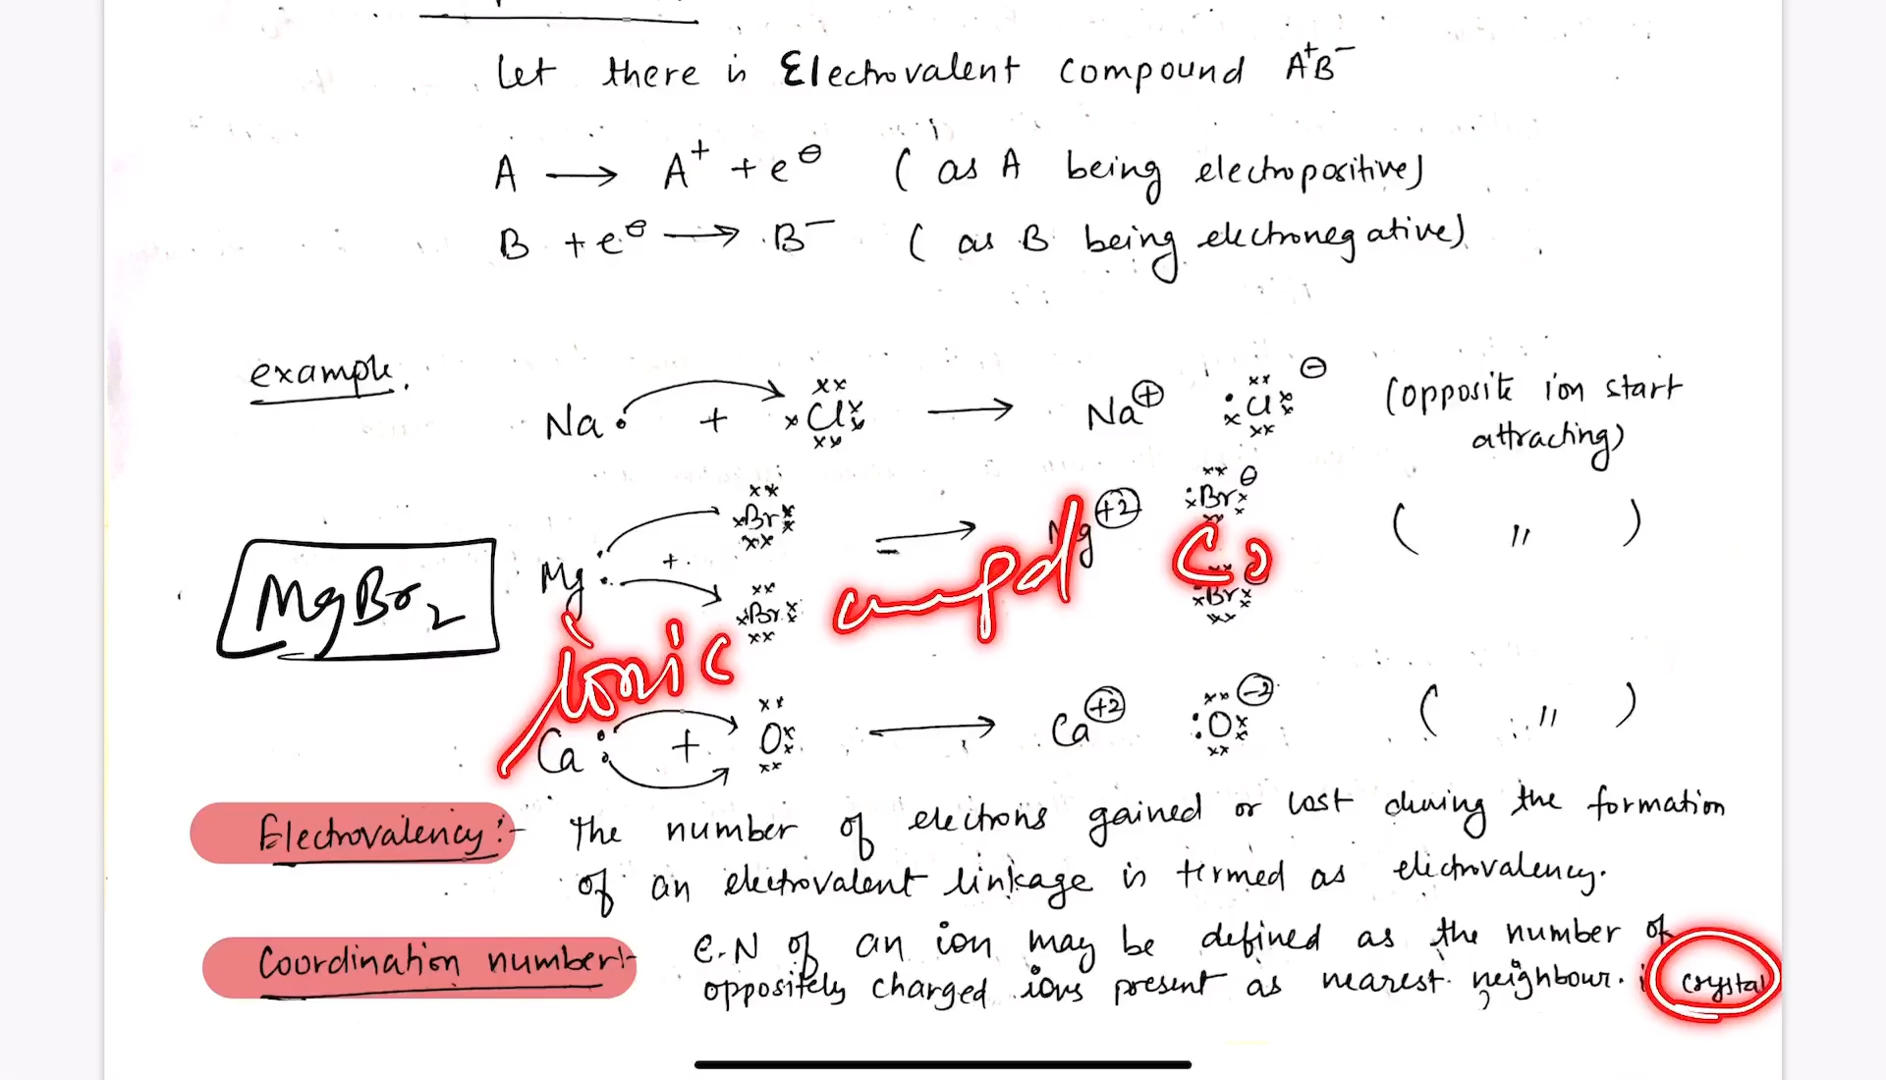 Let there is Electrovalent compound A⁺B⁻
A ⟶ A⁺ + e⊖ ( as A being electropositive)
B + e⊖ ⟶ B⁻ ( as B being electronegative)
example.
Na + Cl ⟶ Na⊕ Cl ⊖ (opposite ion start
attracting)
Br
Mg + ⟶ Mg +2 Br ⊖ ( " )
Br Br
MgBr₂
ionic cmpd Co
Ca + O ⟶ Ca +2 O -2 ( " )
Electrovalency:- The number of electrons gained or lost during the formation
of an electrovalent linkage is termed as electrovalency.
Coordination number:- C.N of an ion may be defined as the number of
oppositely charged ions present as nearest neighbour. crystal